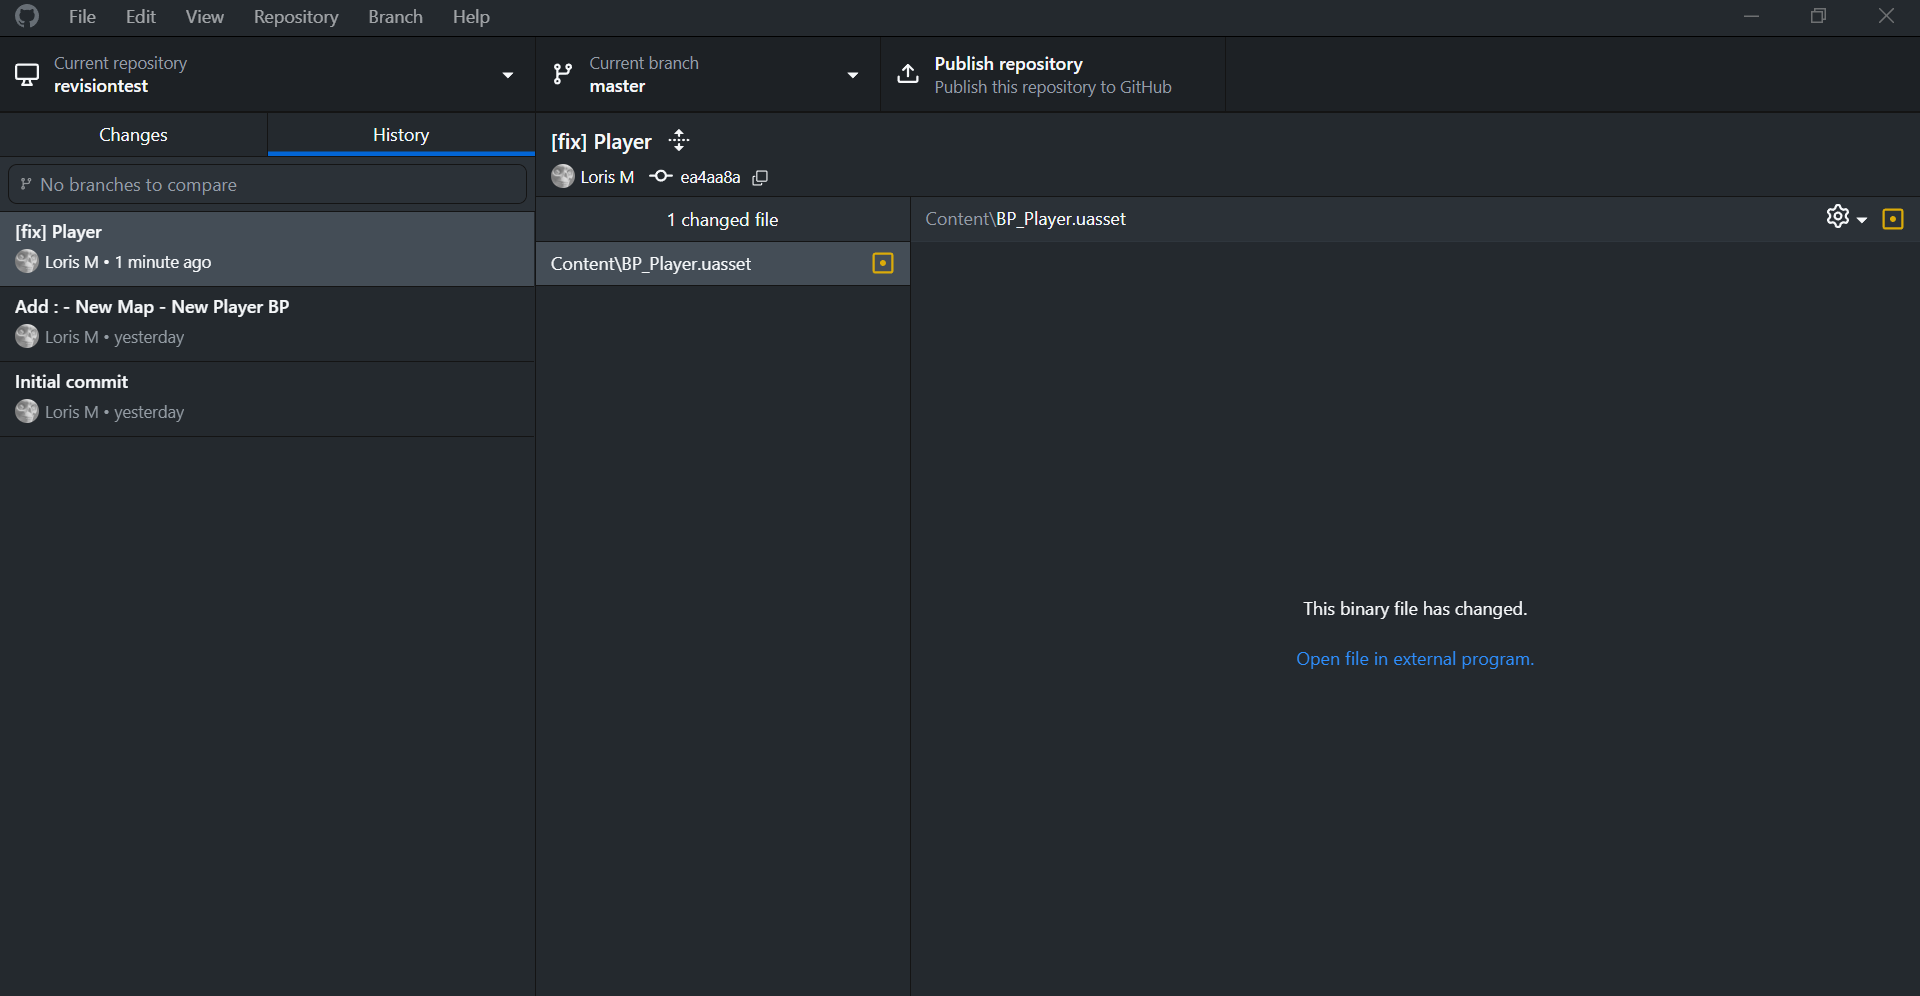 File Edit View Repository Branch Help
Current repository
revisiontest
Current branch
master
Publish repository
Publish this repository to GitHub
Changes
History
No branches to compare
[fix] Player
Loris M • 1 minute ago
Add : - New Map - New Player BP
Loris M • yesterday
Initial commit
Loris M • yesterday
[fix] Player
Loris M ea4aa8a
1 changed file
Content\BP_Player.uasset
Content\BP_Player.uasset
This binary file has changed.
Open file in external program.